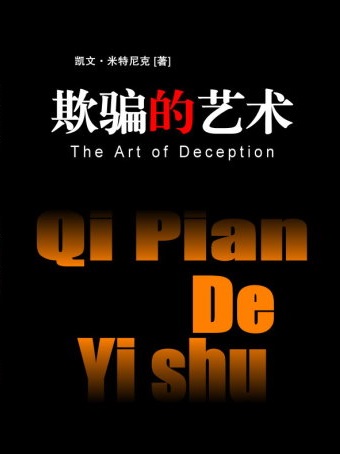 凯文·米特尼克 [著]
欺骗的艺术
The Art of Deception
Qi Pian
De
Yi shu